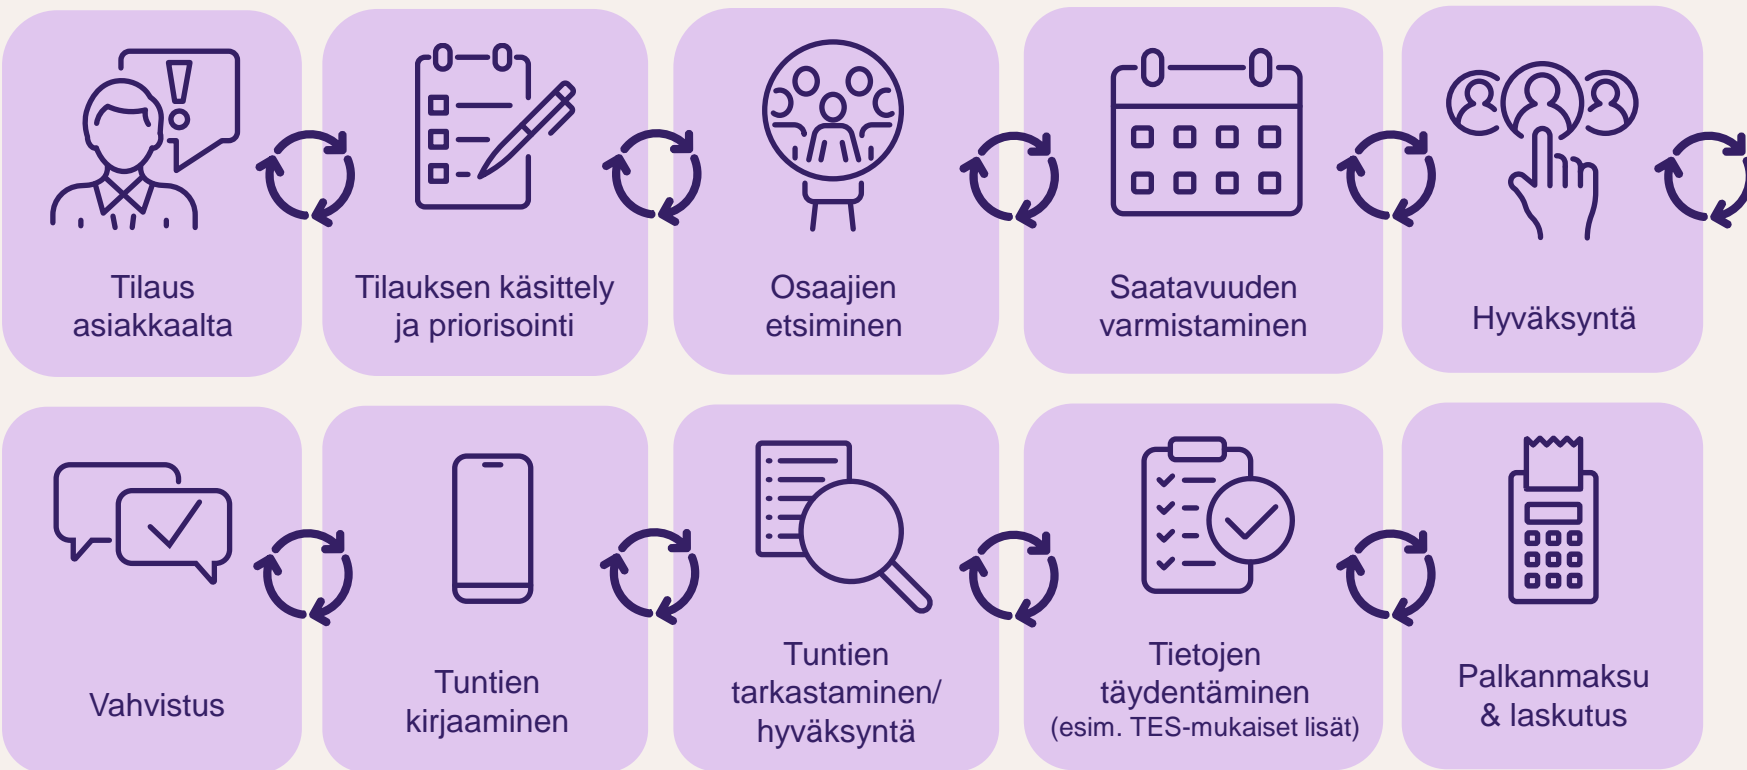 Tilaus
asiakkaalta
Tilauksen käsittely
ja priorisointi
Osaajien
etsiminen
Saatavuuden
varmistaminen
Hyväksyntä
Vahvistus
Tuntien
kirjaaminen
Tuntien
tarkastaminen/
hyväksyntä
Tietojen
täydentäminen
(esim. TES-mukaiset lisät)
Palkanmaksu
& laskutus